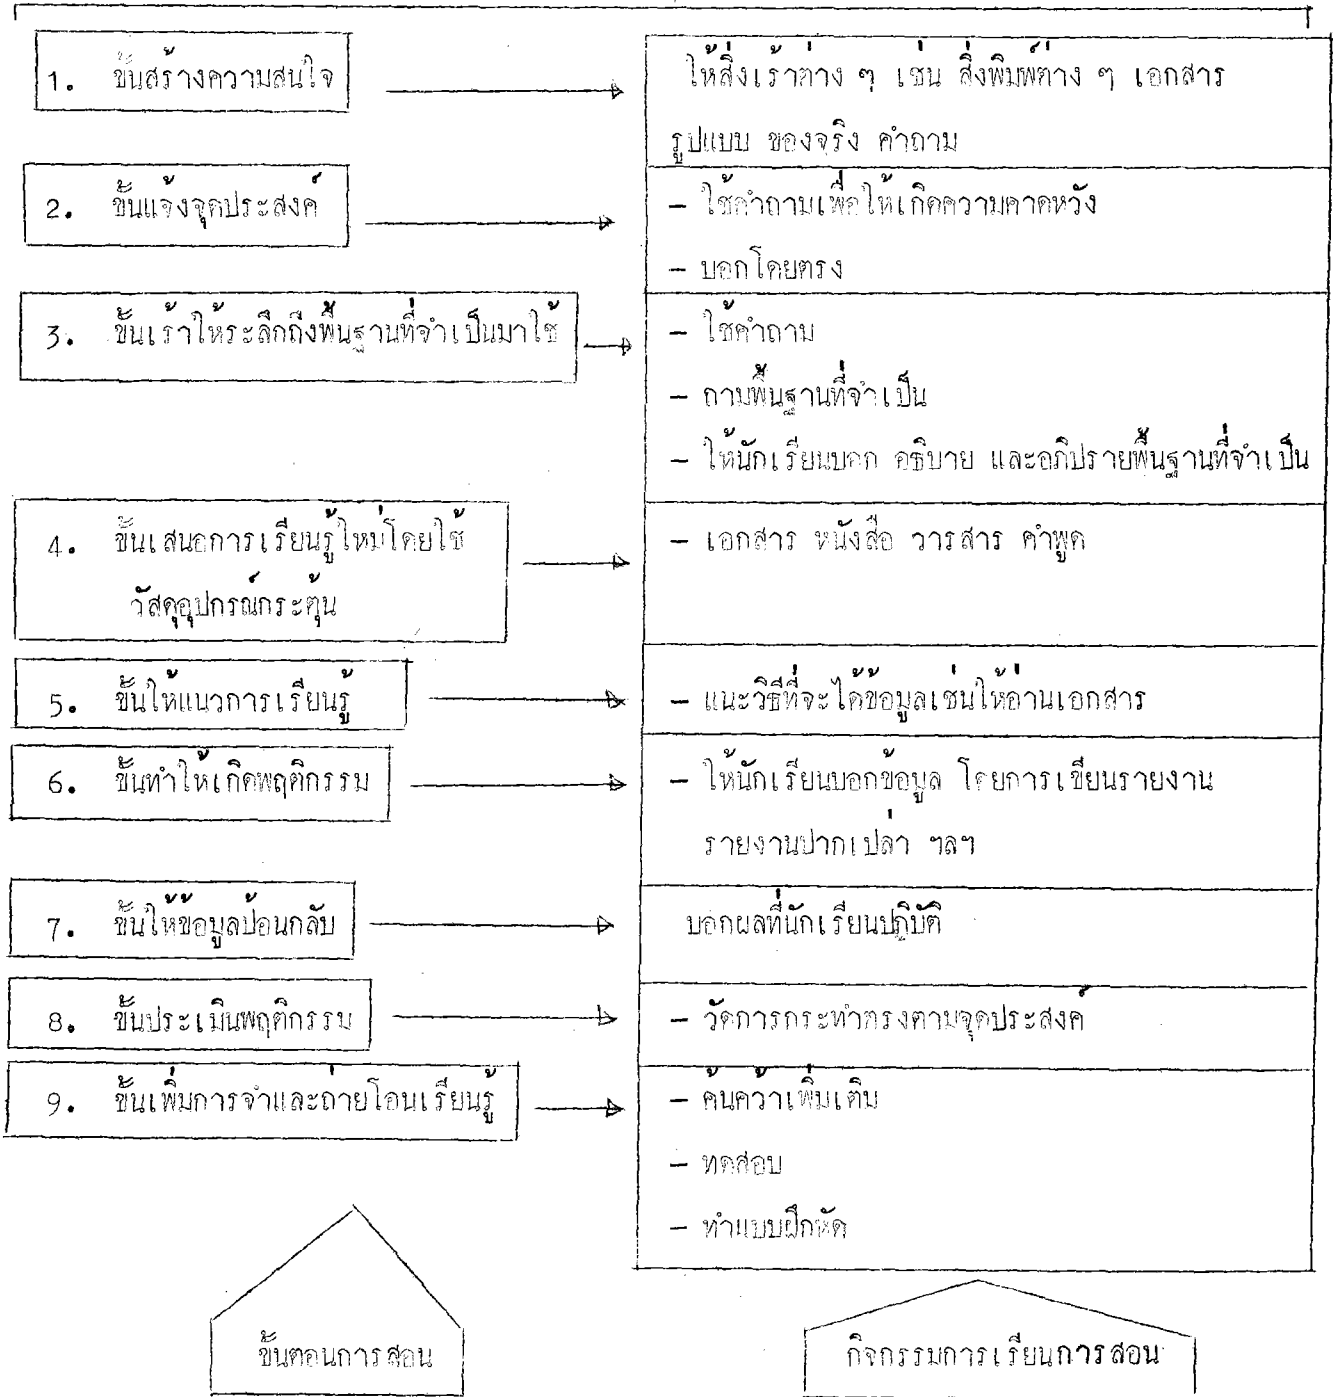 1. ขั้นสร้างความสนใจ
ให้สิ่งเร้าต่าง ๆ เช่น สิ่งพิมพ์ต่าง ๆ เอกสาร
รูปแบบ ของจริง คำถาม
2. ขั้นแจ้งจุดประสงค์
- ใช้คำถามเพื่อให้เกิดความคาดหวัง
- บอกโดยตรง
3. ขั้นเร้าให้ระลึกถึงพื้นฐานที่จำเป็นมาใช้
- ใช้คำถาม
- ถามพื้นฐานที่จำเป็น
- ให้นักเรียนบอก อธิบาย และอภิปรายพื้นฐานที่จำเป็น
4. ขั้นเสนอการเรียนรู้ใหม่โดยใช้
วัสดุอุปกรณ์กระตุ้น
- เอกสาร หนังสือ วารสาร คำพูด
5. ขั้นให้แนวการเรียนรู้
- แนะวิธีที่จะได้ข้อมูลเช่นให้อ่านเอกสาร
6. ขั้นทำให้เกิดพฤติกรรม
- ให้นักเรียนบอกข้อมูล โดยการเขียนรายงาน
รายงานปากเปล่า ฯลฯ
7. ขั้นให้ข้อมูลป้อนกลับ
บอกผลที่นักเรียนปฏิบัติ
8. ขั้นประเมินพฤติกรรม
- วัดการกระทำตรงตามจุดประสงค์
9. ขั้นเพิ่มการจำและถ่ายโอนเรียนรู้
- ค้นคว้าเพิ่มเติม
- ทดสอบ
- ทำแบบฝึกหัด
ขั้นตอนการสอน
กิจกรรมการเรียนการสอน